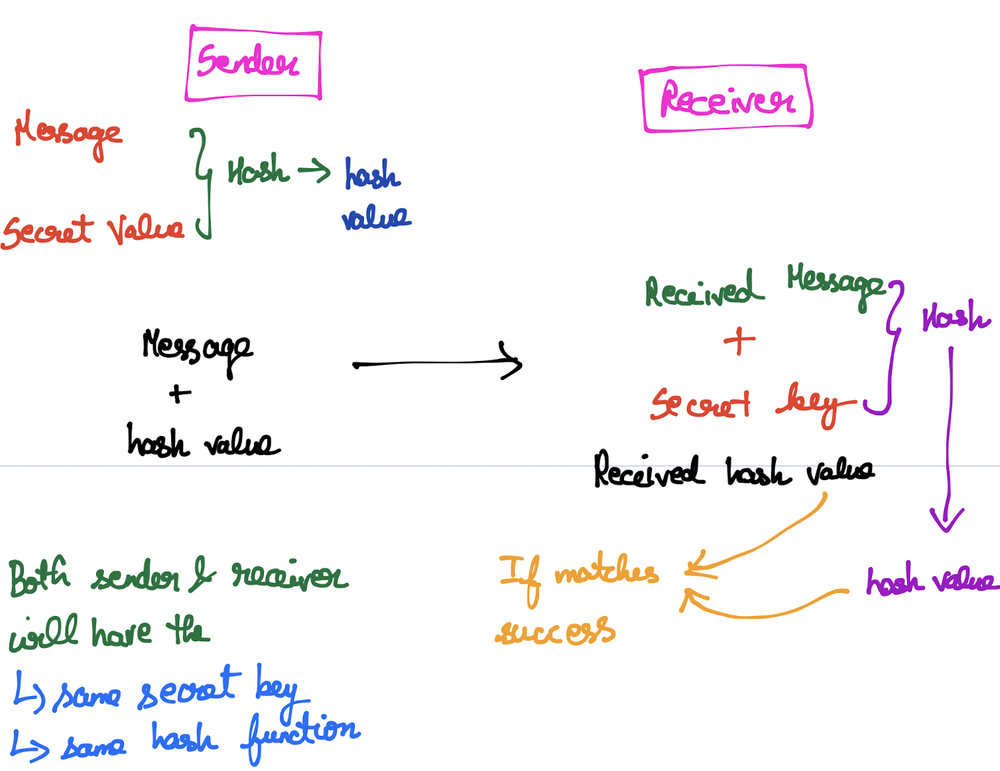 Sender
Message
Secret Value
Hash →
hash
value
Message
+
hash value
Receiver
Received Message
+
Secret key
Hash
Received hash value
hash value
If matches
success
Both sender & receiver
will have the
↳ same secret key
↳ same hash function